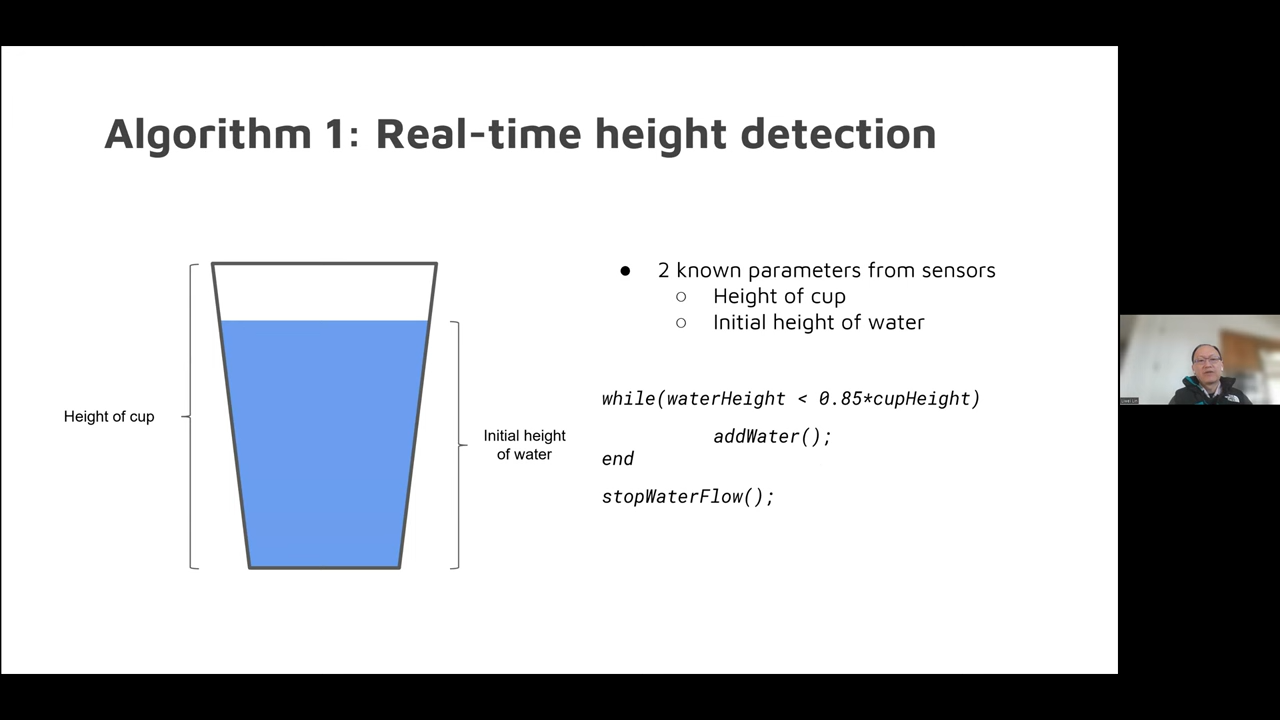 Algorithm 1: Real-time height detection
● 2 known parameters from sensors
○ Height of cup
○ Initial height of water
Height of cup
Initial height
of water
while(waterHeight < 0.85*cupHeight)
addWater();
end
stopWaterFlow();